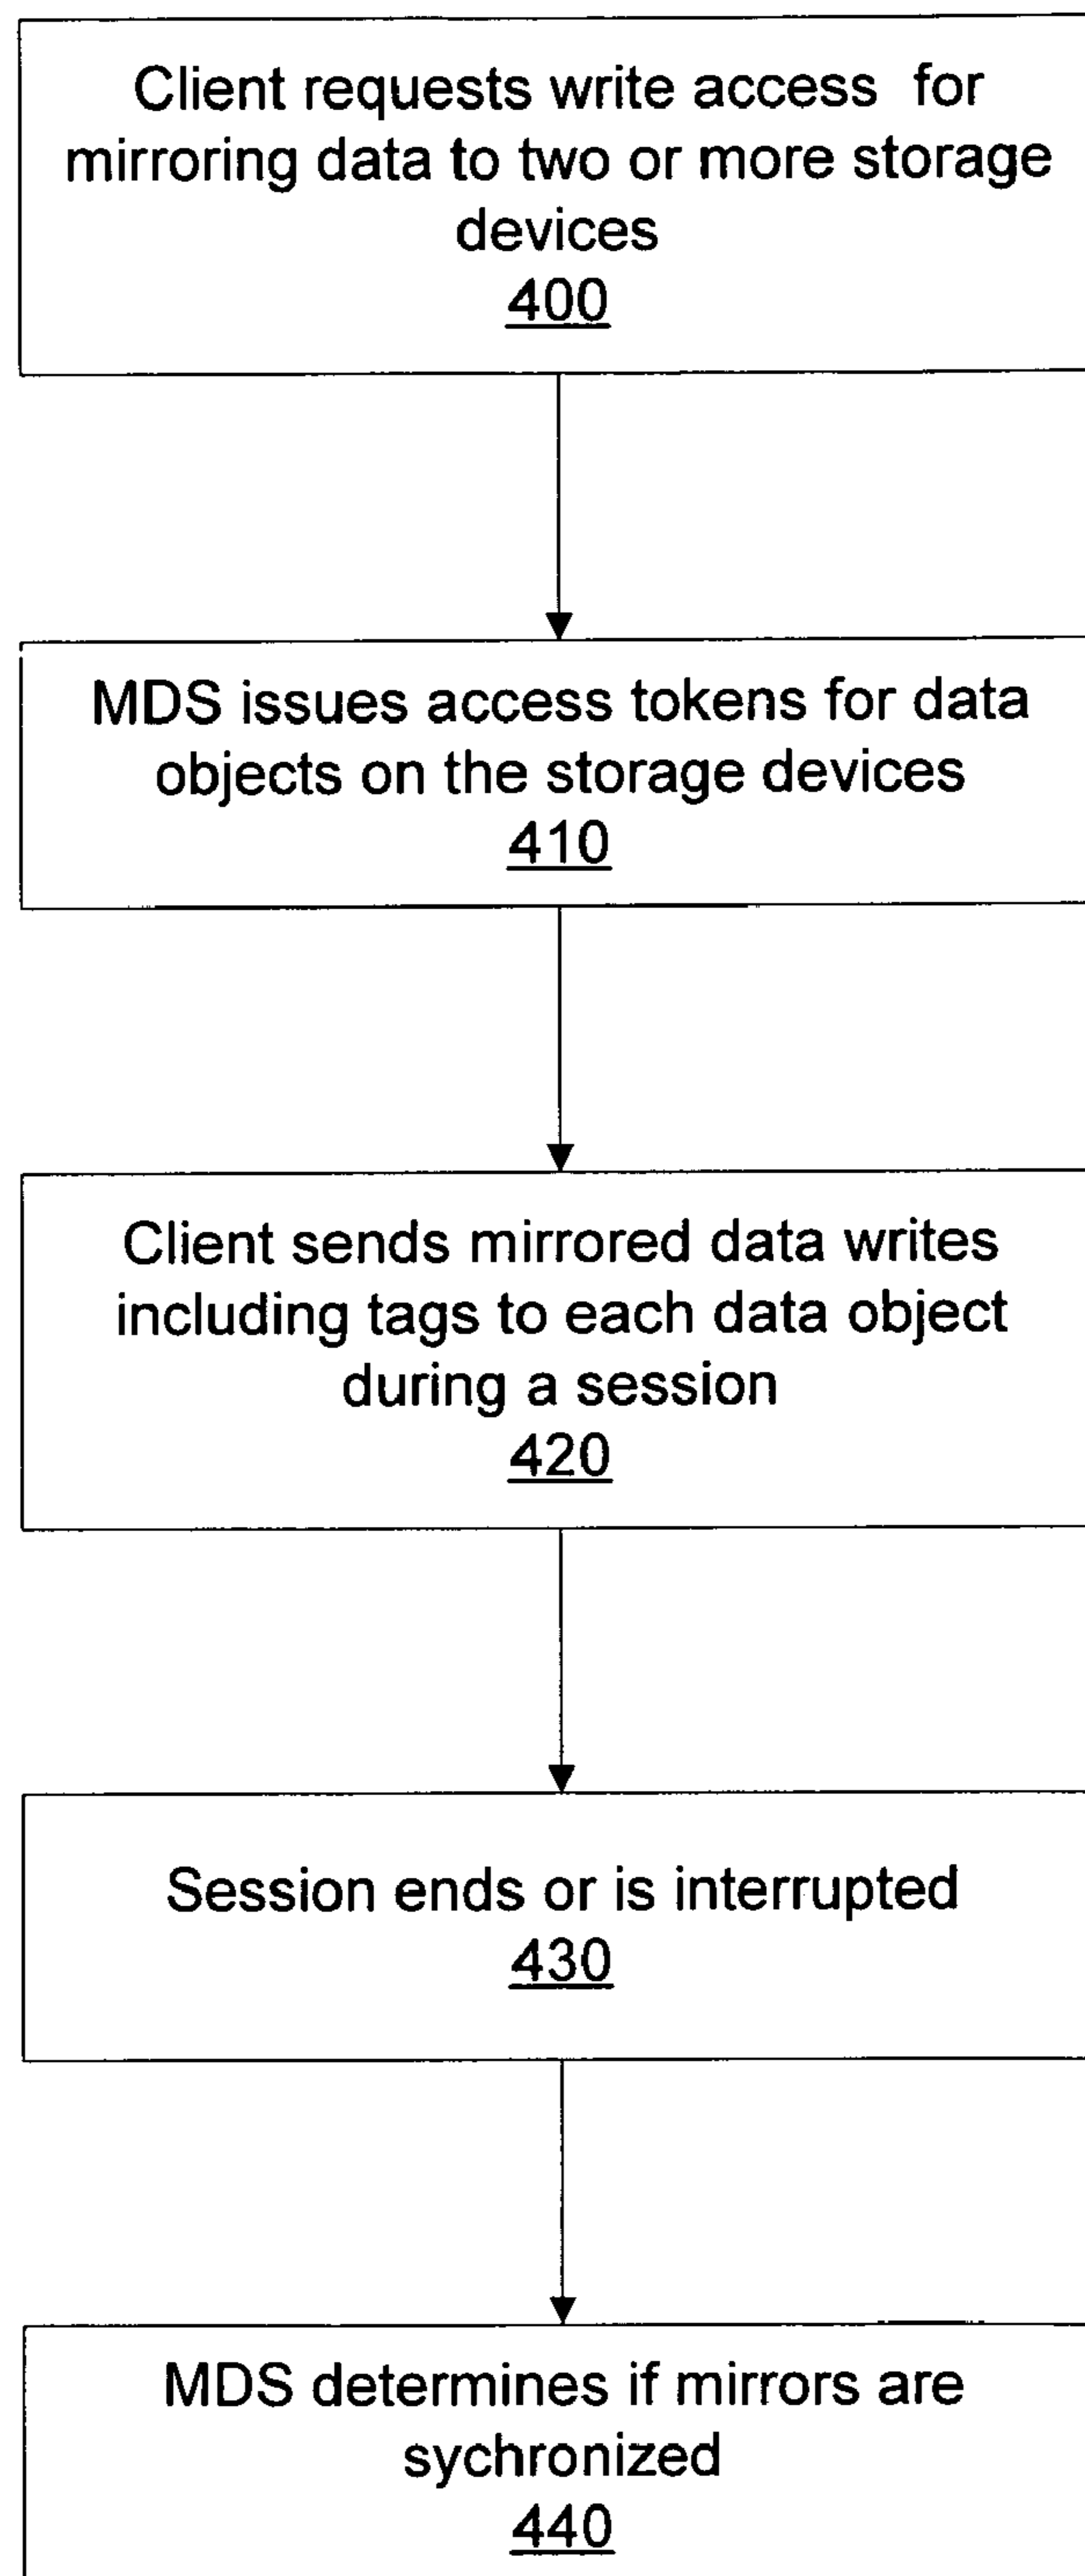 Client requests write access for
mirroring data to two or more storage
devices
400
MDS issues access tokens for data
objects on the storage devices
410
Client sends mirrored data writes
including tags to each data object
during a session
420
Session ends or is interrupted
430
MDS determines if mirrors are
sychronized
440